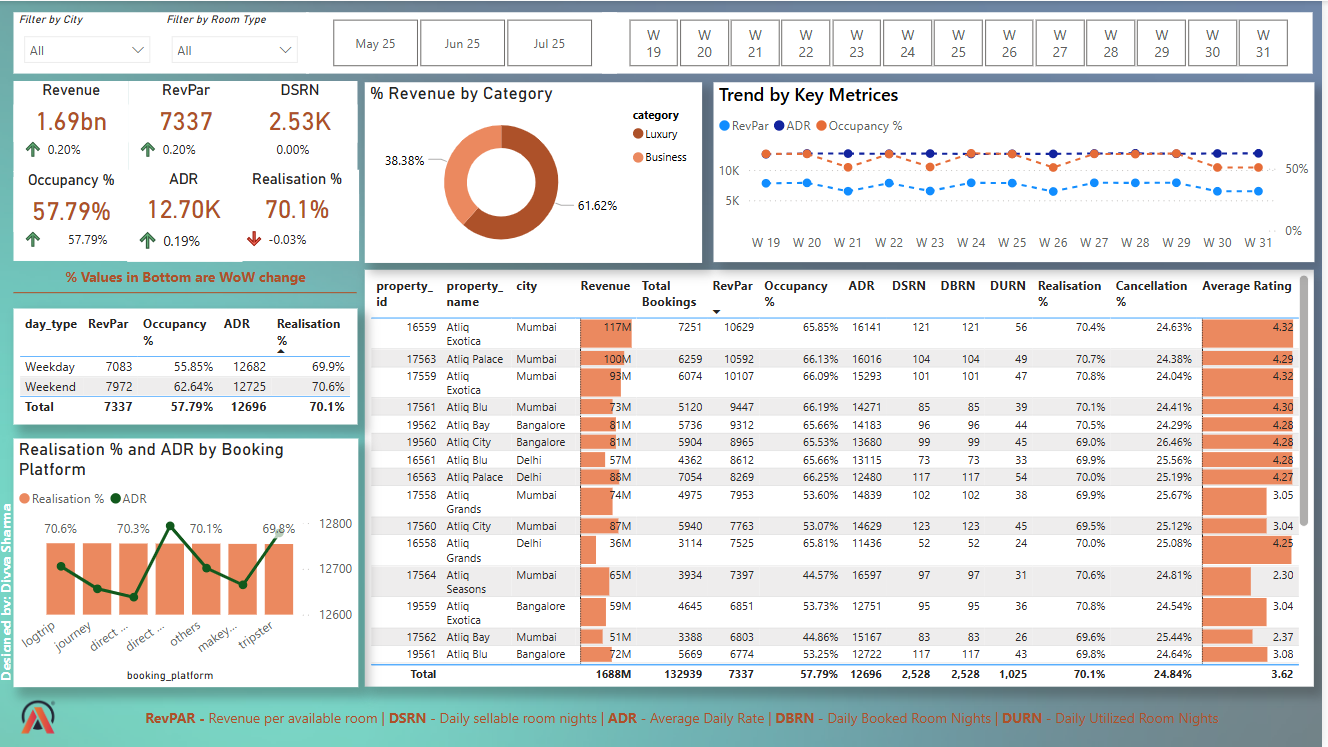 Filter by City
Filter by Room Type
All
All
May 25
Jun 25
Jul 25
W 19
W 20
W 21
W 22
W 23
W 24
W 25
W 26
W 27
W 28
W 29
W 30
W 31
Revenue
1.69bn
0.20%
RevPar
7337
0.20%
DSRN
2.53K
0.00%
Occupancy %
57.79%
57.79%
ADR
12.70K
0.19%
Realisation %
70.1%
-0.03%
% Values in Bottom are WoW change
% Revenue by Category
category
Luxury
Business
38.38%
61.62%
Trend by Key Metrices
RevPar ADR Occupancy %
10K
5K
50%
0%
W 19 W 20 W 21 W 22 W 23 W 24 W 25 W 26 W 27 W 28 W 29 W 30 W 31
day_type RevPar Occupancy % ADR Realisation %
Weekday 7083 55.85% 12682 69.9%
Weekend 7972 62.64% 12725 70.6%
Total 7337 57.79% 12696 70.1%
Realisation % and ADR by Booking
Platform
Realisation % ADR
70.6% 70.3% 70.1% 69.8%
12800
12700
12600
logtrip journey direct ... direct ... others makey... tripster
booking_platform
property_id property_name city Revenue Total Bookings RevPar Occupancy % ADR DSRN DBRN DURN Realisation % Cancellation % Average Rating
16559 Atliq Exotica Mumbai 117M 7251 10629 65.85% 16141 121 121 56 70.4% 24.63% 4.32
17563 Atliq Palace Mumbai 100M 6259 10592 66.13% 16016 104 104 49 70.7% 24.38% 4.29
17559 Atliq Exotica Mumbai 93M 6074 10107 66.09% 15293 101 101 47 70.8% 24.04% 4.32
17561 Atliq Blu Mumbai 73M 5120 9447 66.19% 14271 85 85 39 70.1% 24.41% 4.30
19562 Atliq Bay Bangalore 81M 5736 9312 65.66% 14183 96 96 44 70.5% 24.29% 4.28
19560 Atliq City Bangalore 81M 5904 8965 65.53% 13680 99 99 45 69.0% 26.46% 4.28
16561 Atliq Blu Delhi 57M 4362 8612 65.66% 13115 73 73 33 69.9% 25.56% 4.28
16563 Atliq Palace Delhi 88M 7054 8269 66.25% 12480 117 117 54 70.0% 25.19% 4.27
17558 Atliq Grands Mumbai 74M 4975 7953 53.60% 14839 102 102 38 69.9% 25.67% 3.05
17560 Atliq City Mumbai 87M 5940 7763 53.07% 14629 123 123 45 69.5% 25.12% 3.04
16558 Atliq Grands Delhi 36M 3114 7525 65.81% 11436 52 52 24 70.0% 25.08% 4.25
17564 Atliq Seasons Mumbai 65M 3934 7397 44.57% 16597 97 97 31 70.6% 24.81% 2.30
19559 Atliq Exotica Bangalore 59M 4645 6851 53.73% 12751 95 95 36 70.8% 24.54% 3.04
17562 Atliq Bay Mumbai 51M 3388 6803 44.86% 15167 83 83 26 69.6% 25.44% 2.37
19561 Atliq Blu Bangalore 72M 5669 6774 53.25% 12722 117 117 43 69.8% 24.64% 3.08
Total 1688M 132939 7337 57.79% 12696 2,528 2,528 1,025 70.1% 24.84% 3.62
Designed by: Divya Sharma
RevPAR - Revenue per available room | DSRN - Daily sellable room nights | ADR - Average Daily Rate | DBRN - Daily Booked Room Nights | DURN - Daily Utilized Room Nights